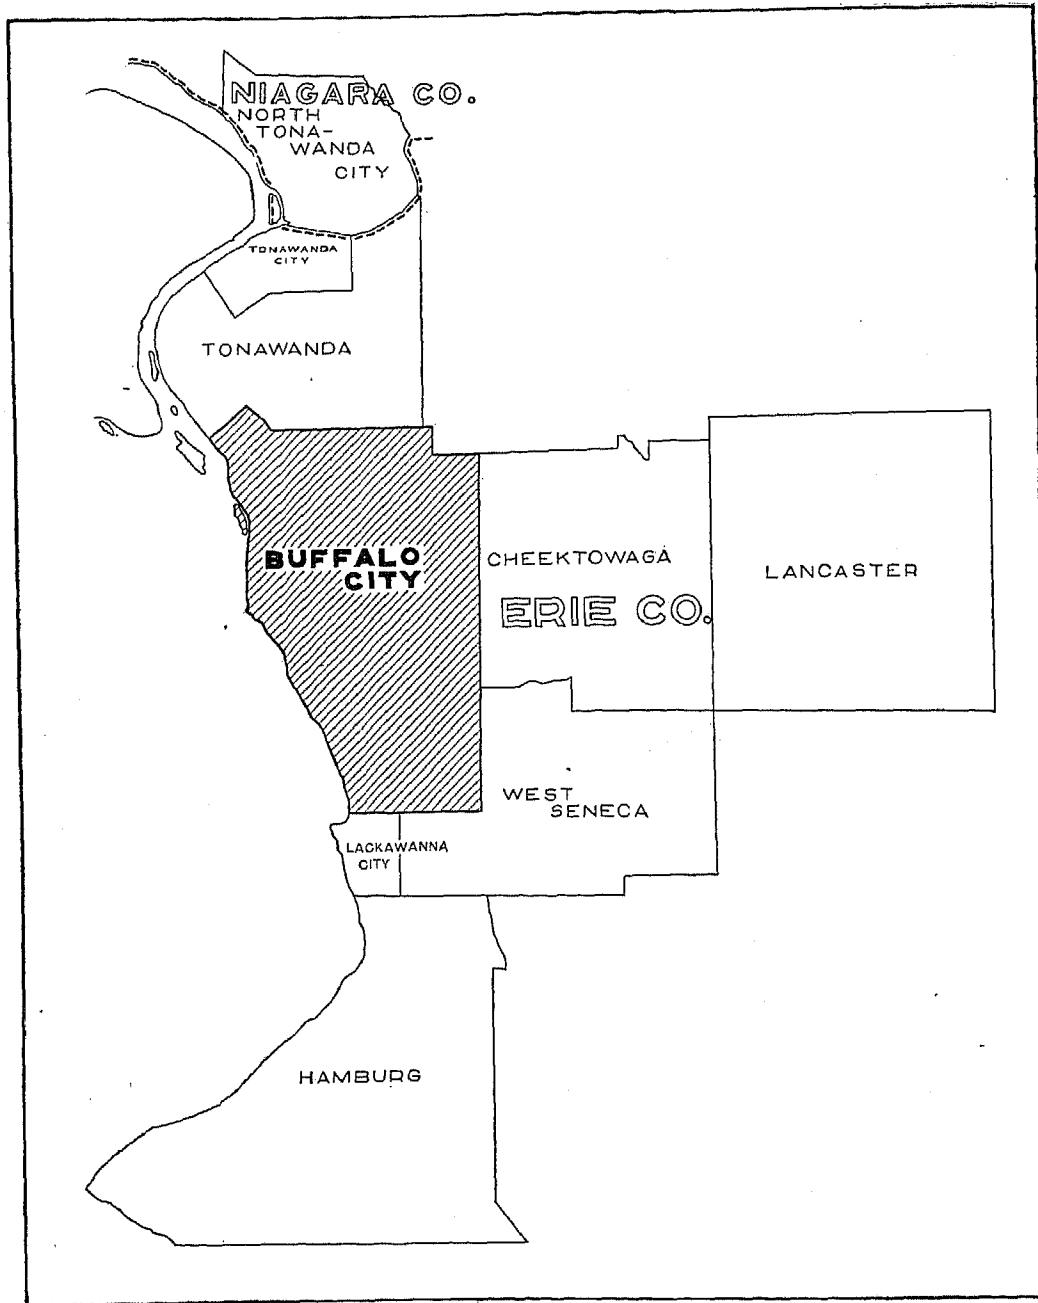 NIAGARA CO.
NORTH
TONA-
WANDA
CITY
TONAWANDA
CITY
TONAWANDA
BUFFALO
CITY
CHEEKTOWAGA
ERIE CO.
LANCASTER
WEST
SENECA
LACKAWANNA
CITY
HAMBURG